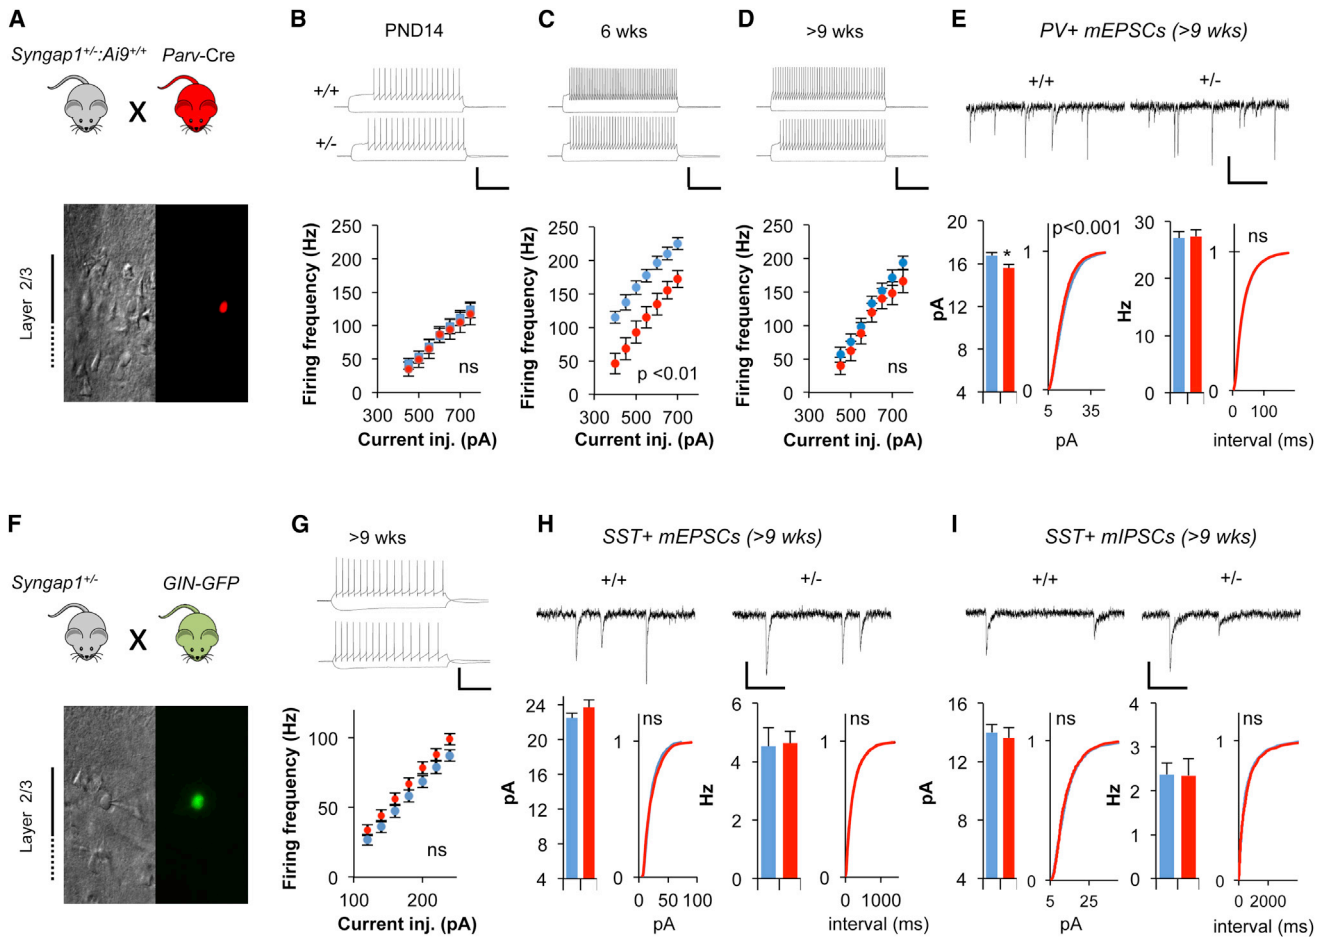 A
Syngap1+/-:Ai9+/+ Parv-Cre
X
Layer 2/3
B
PND14
+/+
+/-
Firing frequency (Hz)
250
200
150
100
50
0
ns
300 500 700
Current inj. (pA)
C
6 wks
Firing frequency (Hz)
250
200
150
100
50
0
p <0.01
300 500 700
Current inj. (pA)
D
>9 wks
Firing frequency (Hz)
250
200
150
100
50
0
ns
300 500 700
Current inj. (pA)
E
PV+ mEPSCs (>9 wks)
+/+ +/-
20
16
12
8
4
pA
*
p<0.001
1
0
5 35
pA
30
20
10
0
Hz
ns
1
0
0 100
interval (ms)
F
Syngap1+/- GIN-GFP
X
Layer 2/3
G
>9 wks
Firing frequency (Hz)
100
50
0
ns
100 200
Current inj. (pA)
H
SST+ mEPSCs (>9 wks)
+/+ +/-
24
20
16
12
8
4
pA
ns
1
0
0 50 100
pA
6
4
2
0
Hz
ns
1
0
0 1000
interval (ms)
I
SST+ mIPSCs (>9 wks)
+/+ +/-
16
14
12
8
4
pA
ns
1
0
5 25
pA
4
3
2
1
0
Hz
ns
1
0
0 2000
interval (ms)